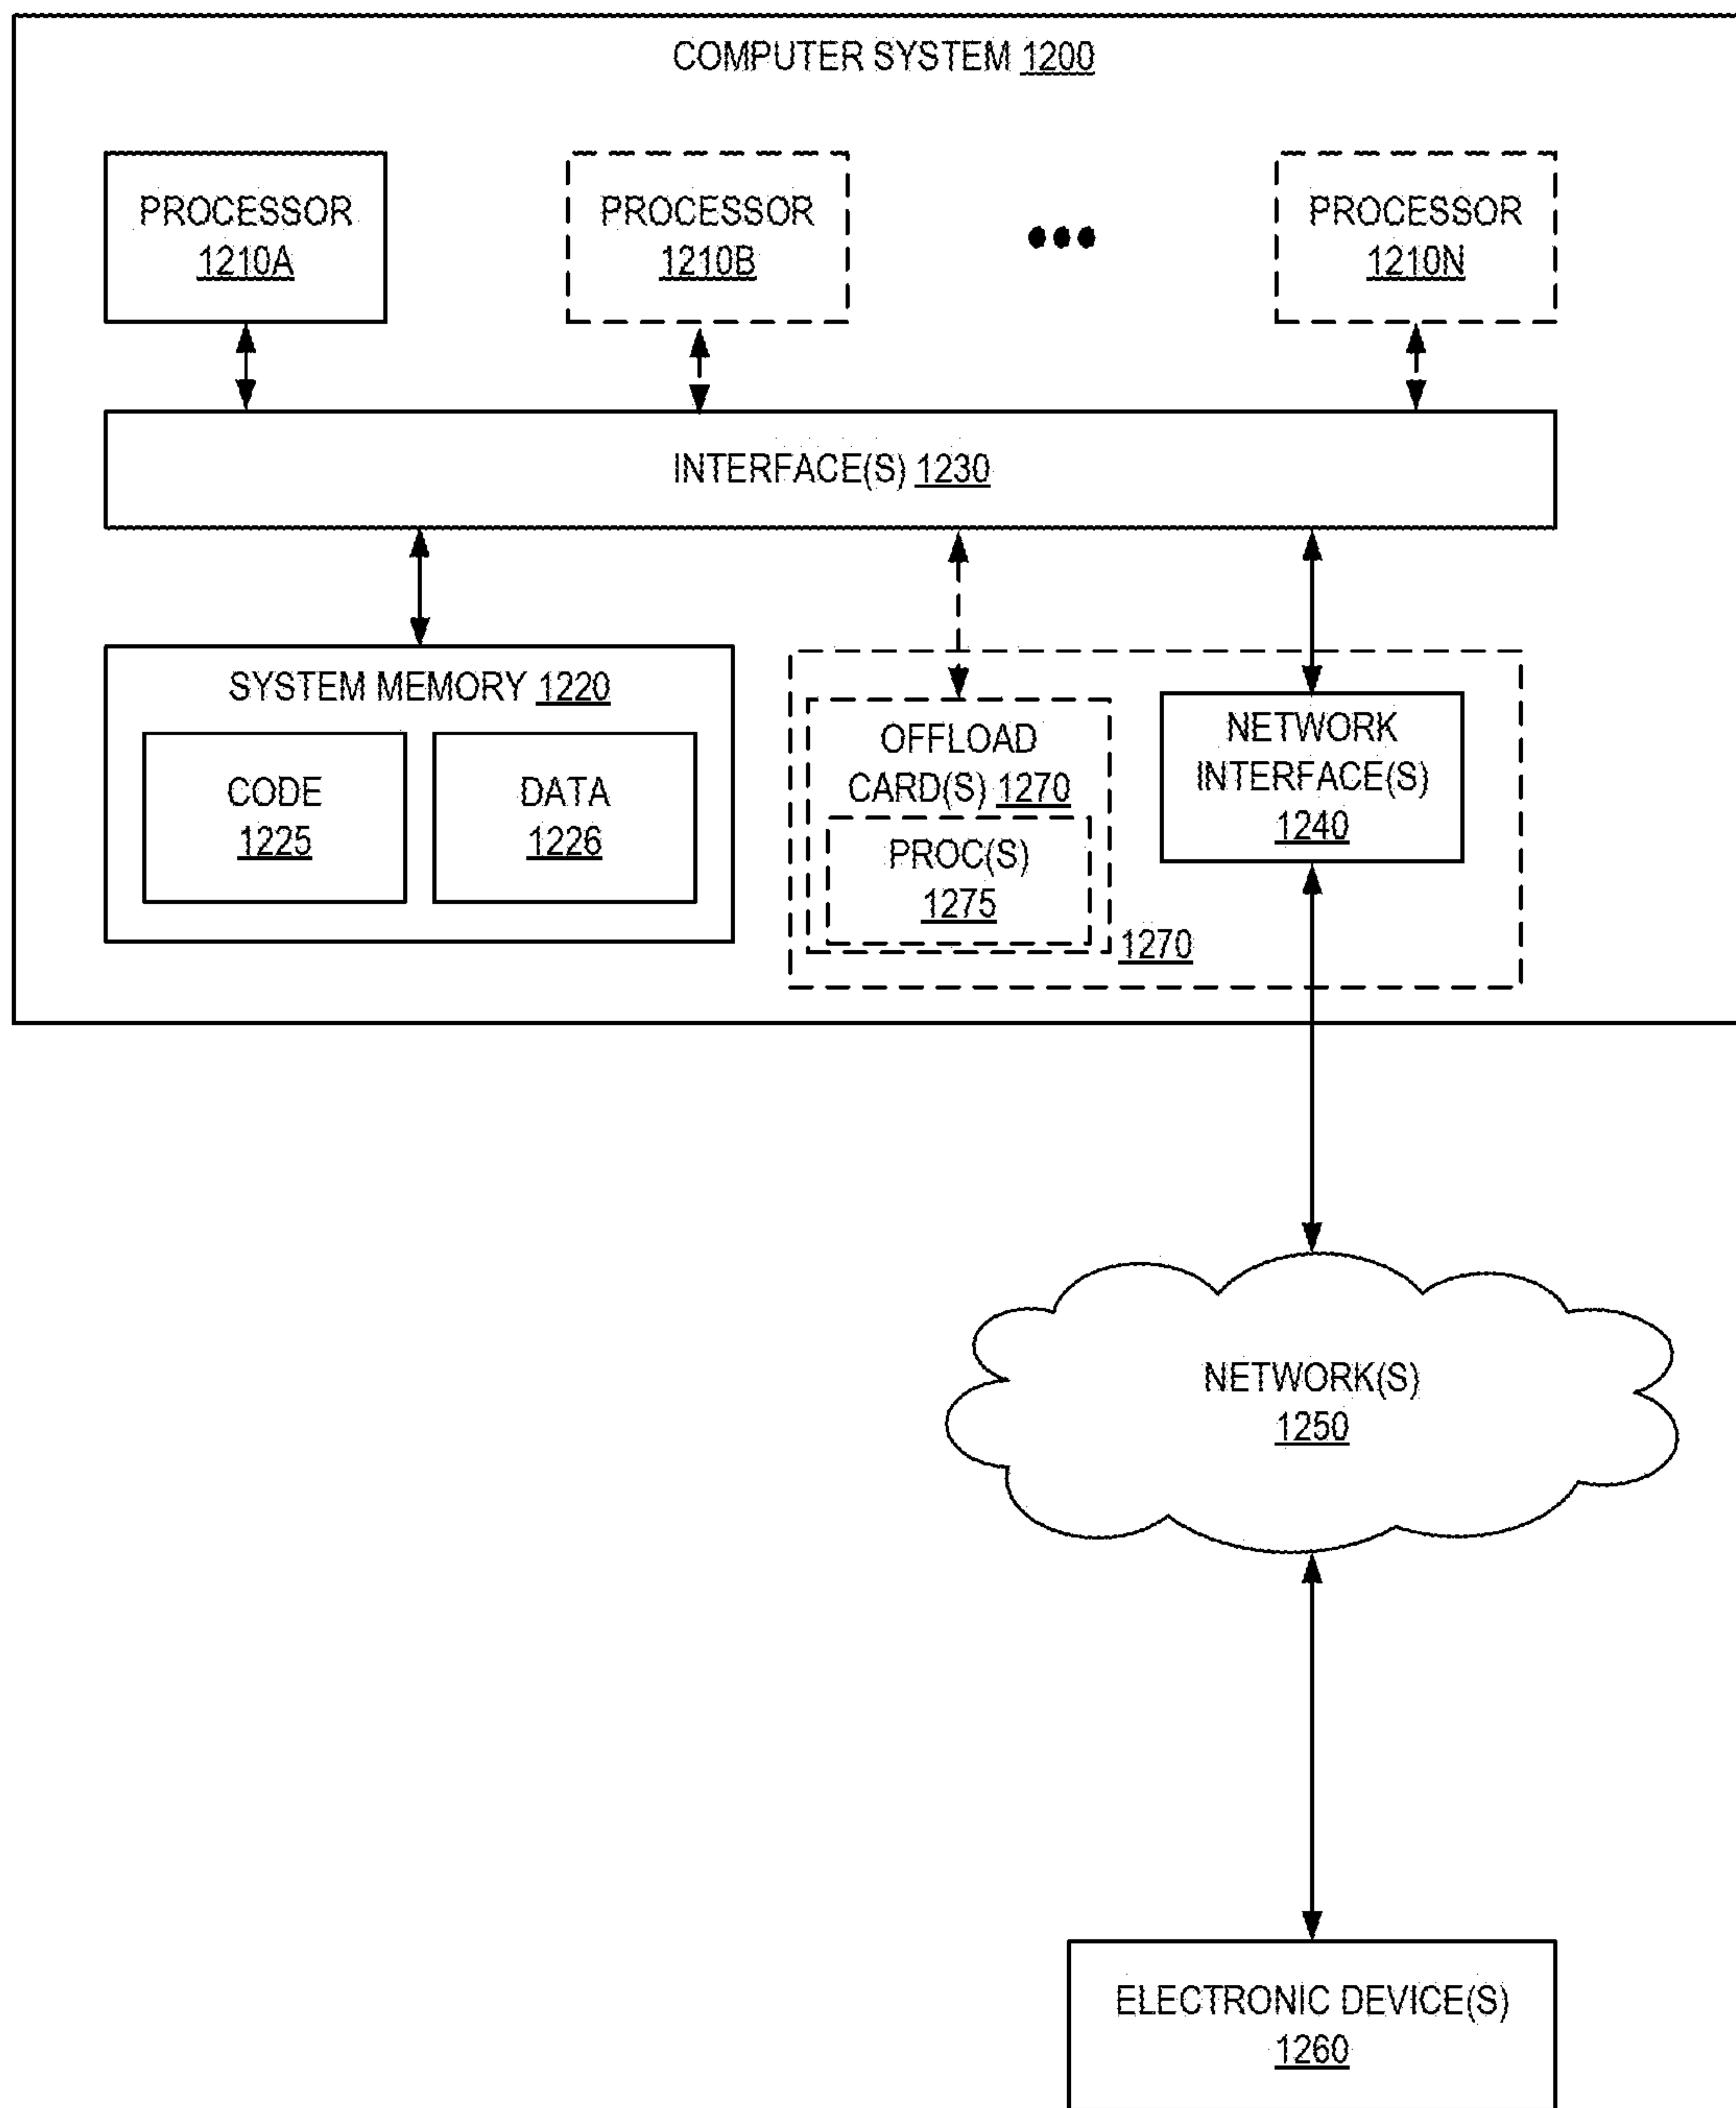 COMPUTER SYSTEM 1200
PROCESSOR
1210A
PROCESSOR
1210B
PROCESSOR
1210N
INTERFACE(S) 1230
SYSTEM MEMORY 1220
CODE
1225
DATA
1226
OFFLOAD
CARD(S) 1270
PROC(S)
1275
1270
NETWORK
INTERFACE(S)
1240
NETWORK(S)
1250
ELECTRONIC DEVICE(S)
1260